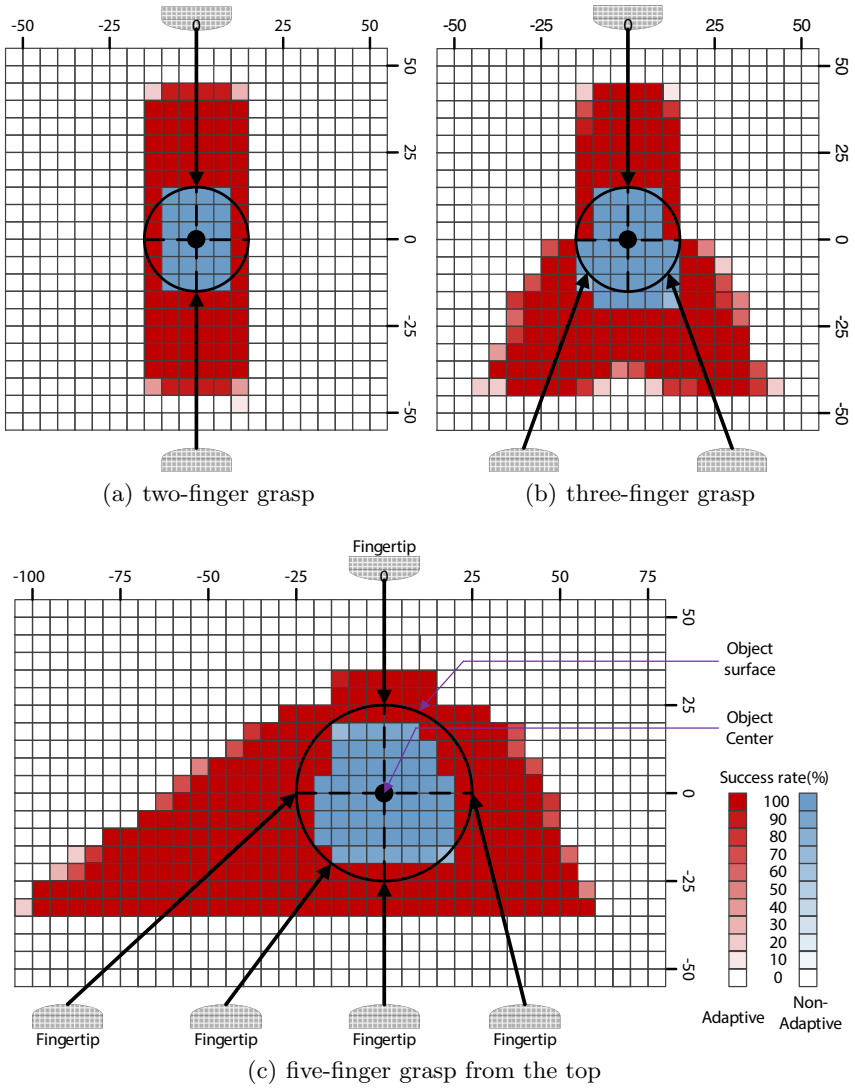 -50 -25 0 25 50
50
25
0
-25
-50
(a) two-finger grasp
-50 -25 0 25 50
50
25
0
-25
-50
(b) three-finger grasp
Fingertip
-100 -75 -50 -25 0 25 50 75
50
25
0
-25
-50
Object
surface
Object
Center
Success rate(%)
100
90
80
70
60
50
40
30
20
10
0
Adaptive
Non-
Adaptive
Fingertip Fingertip Fingertip Fingertip
(c) five-finger grasp from the top